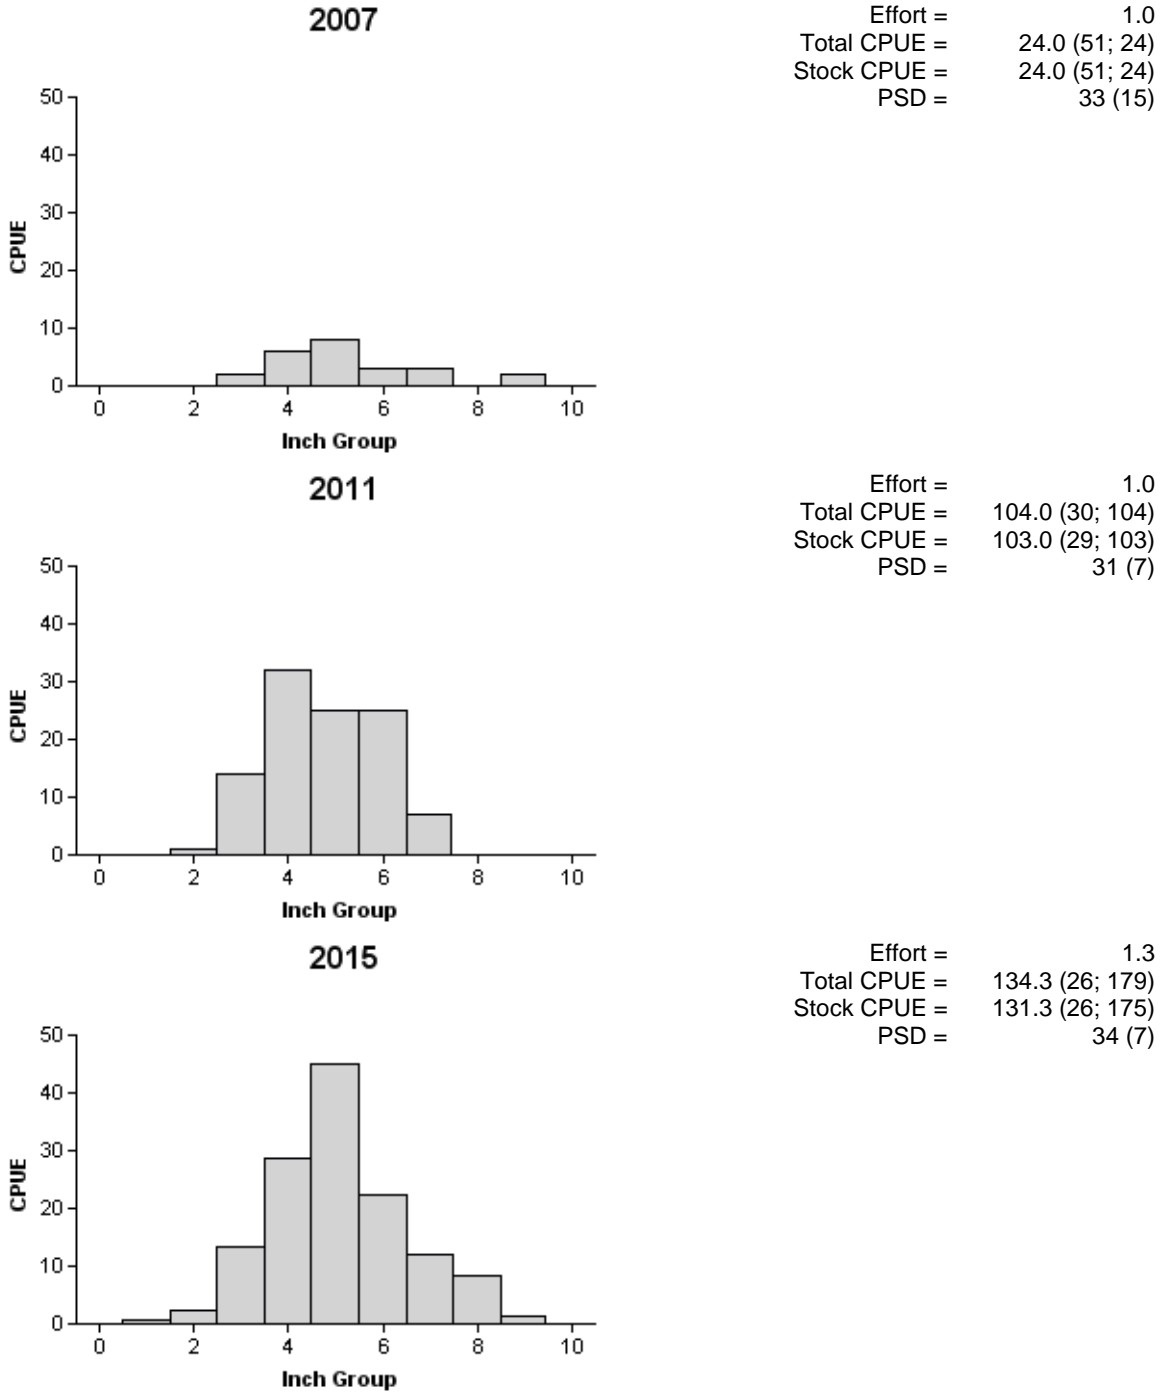 2007
Effort = 1.0
Total CPUE = 24.0 (51; 24)
Stock CPUE = 24.0 (51; 24)
PSD = 33 (15)
50
40
30
20
10
0
CPUE
0 2 4 6 8 10
Inch Group
2011
Effort = 1.0
Total CPUE = 104.0 (30; 104)
Stock CPUE = 103.0 (29; 103)
PSD = 31 (7)
50
40
30
20
10
0
CPUE
0 2 4 6 8 10
Inch Group
2015
Effort = 1.3
Total CPUE = 134.3 (26; 179)
Stock CPUE = 131.3 (26; 175)
PSD = 34 (7)
50
40
30
20
10
0
CPUE
0 2 4 6 8 10
Inch Group